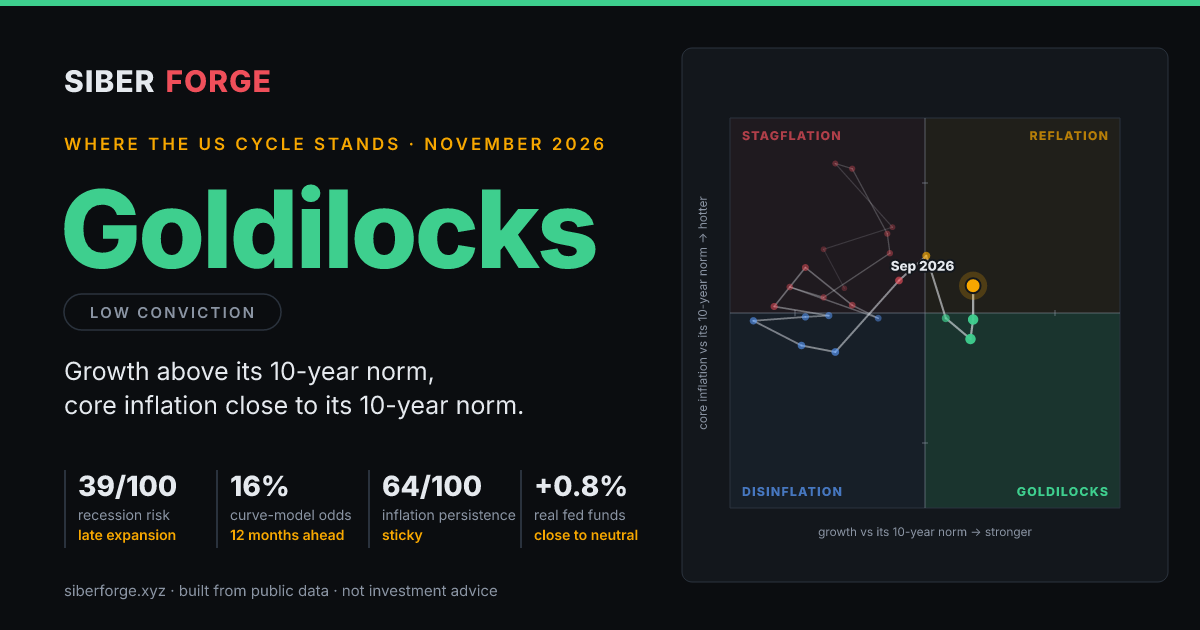 SIBER FORGE
WHERE THE US CYCLE STANDS · NOVEMBER 2026
Goldilocks
LOW CONVICTION
Growth above its 10-year norm,
core inflation close to its 10-year norm.
39/100
recession risk
late expansion
16%
curve-model odds
12 months ahead
64/100
inflation persistence
sticky
+0.8%
real fed funds
close to neutral
siberforge.xyz · built from public data · not investment advice
STAGFLATION
REFLATION
Sep 2026
DISINFLATION
GOLDILOCKS
core inflation vs its 10-year norm → hotter
growth vs its 10-year norm → stronger